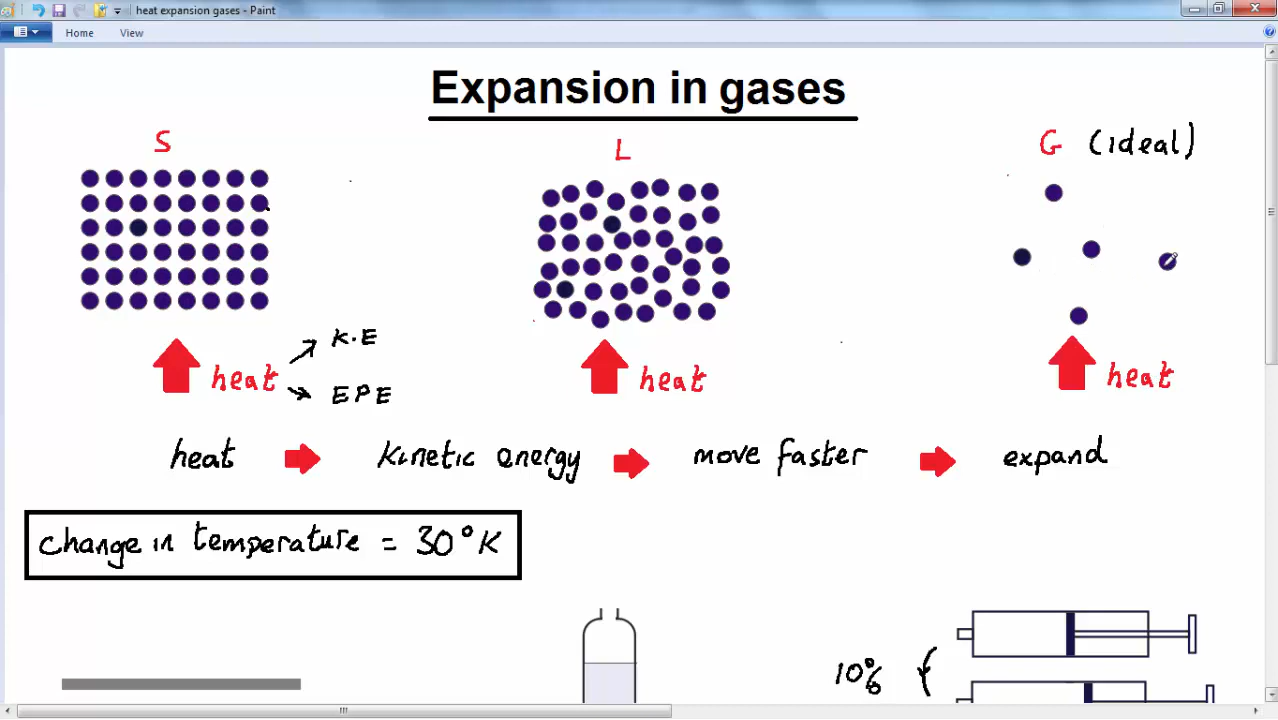 heat expansion gases - Paint
Home View
Expansion in gases
S
L
G (ideal)
K.E
heat
EPE
heat
heat
heat kinetic energy move faster expand
change in temperature = 30°K
10%